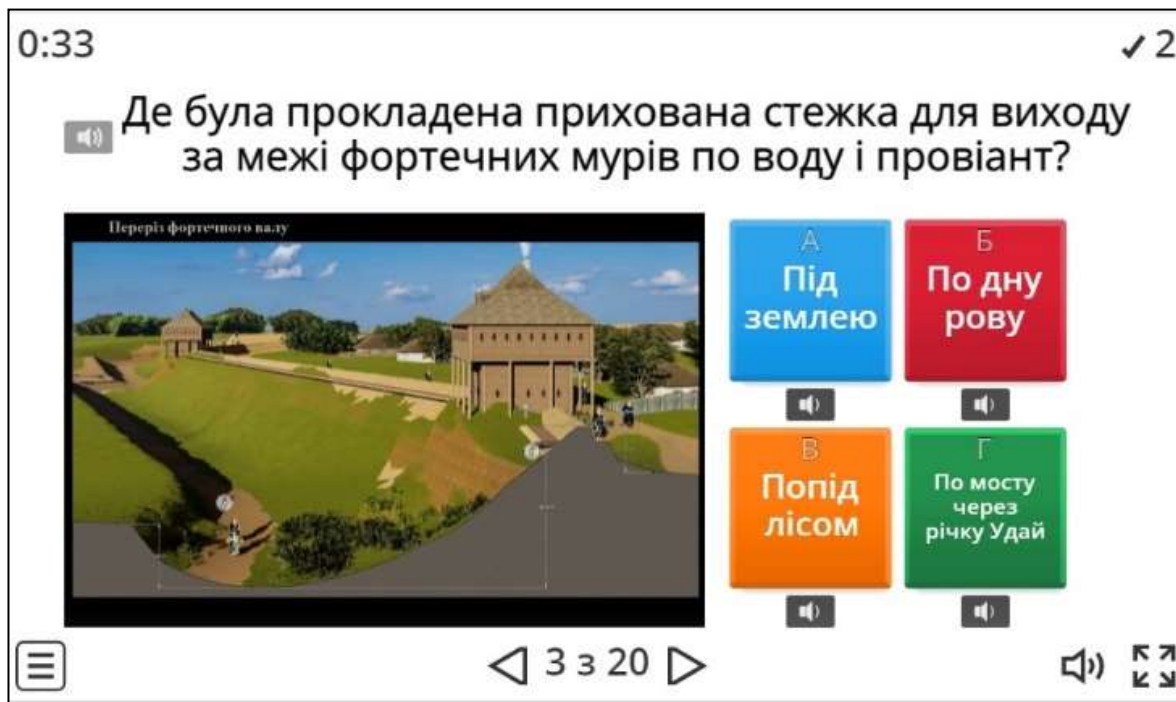 0:33
✓ 2
Де була прокладена прихована стежка для виходу
за межі фортечних мурів по воду і провіант?
Переріз фортечного валу
А
Під
землею
Б
По дну
рову
В
Попід
лісом
Г
По мосту
через
річку Удай
3 з 20